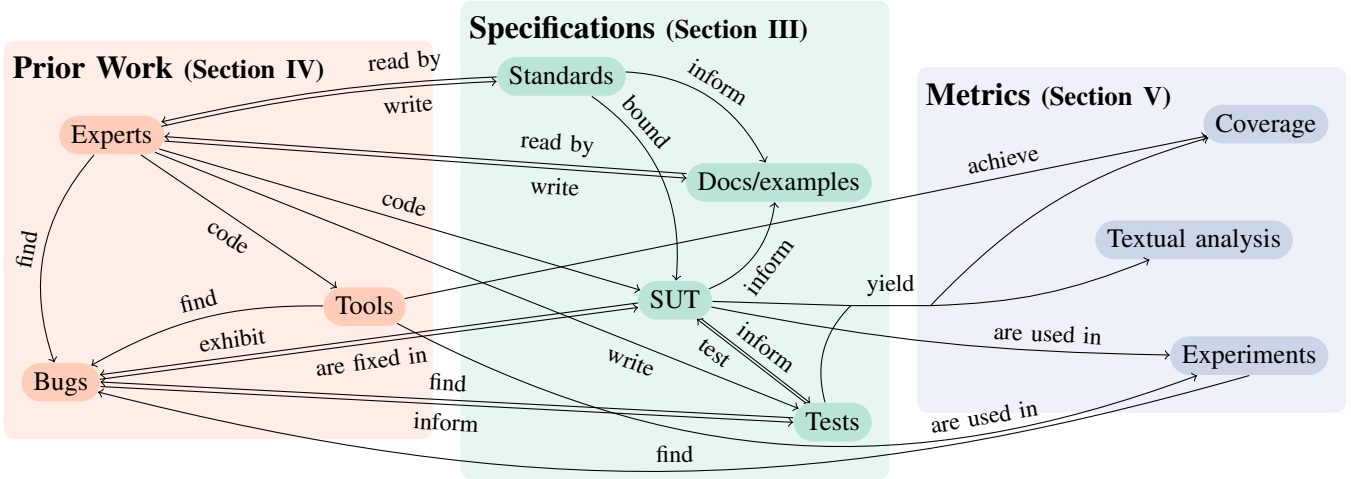 Specifications (Section III)
Prior Work (Section IV)
read by
Standards
inform
write
bound
Metrics (Section V)
Coverage
Experts
read by
achieve
write
Docs/examples
code
find
code
Textual analysis
inform
yield
find
Tools
SUT
exhibit
inform
are used in
are fixed in
test
write
Experiments
Bugs
find
inform
Tests
are used in
find